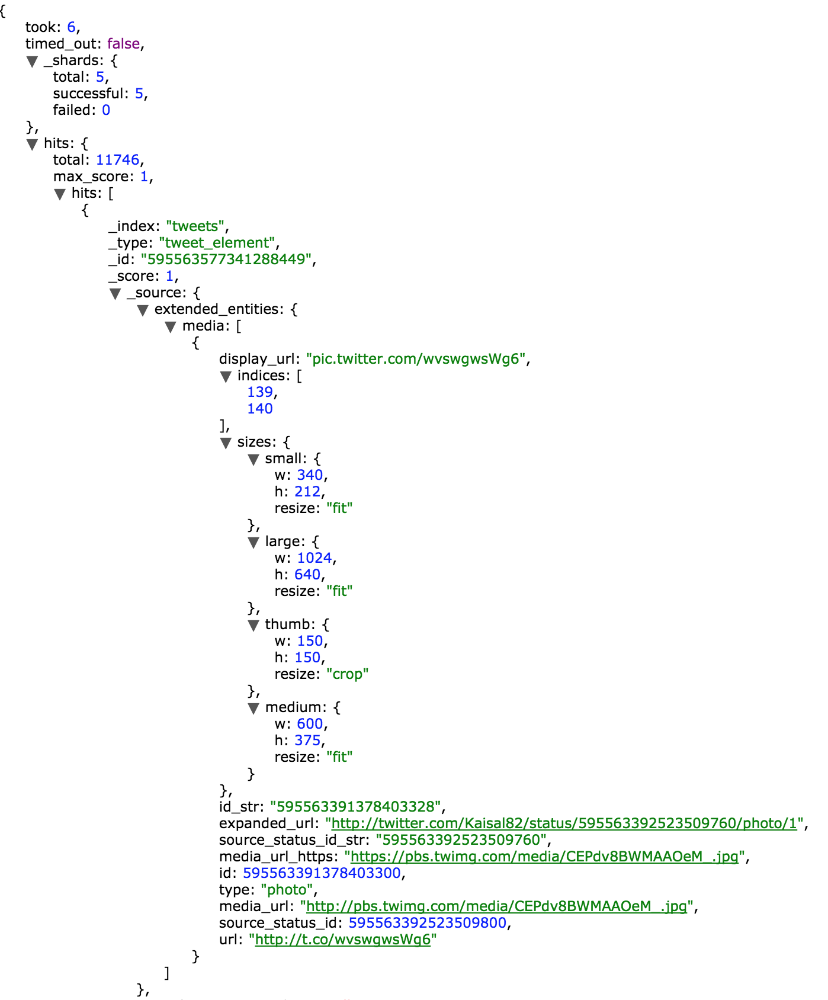 {
took: 6,
timed_out: false,
▼ _shards: {
total: 5,
successful: 5,
failed: 0
},
▼ hits: {
total: 11746,
max_score: 1,
▼ hits: [
{
_index: "tweets",
_type: "tweet_element",
_id: "595563577341288449",
_score: 1,
▼ _source: {
▼ extended_entities: {
▼ media: [
{
display_url: "pic.twitter.com/wvswgwsWg6",
▼ indices: [
139,
140
],
▼ sizes: {
▼ small: {
w: 340,
h: 212,
resize: "fit"
},
▼ large: {
w: 1024,
h: 640,
resize: "fit"
},
▼ thumb: {
w: 150,
h: 150,
resize: "crop"
},
▼ medium: {
w: 600,
h: 375,
resize: "fit"
}
},
id_str: "595563391378403328",
expanded_url: "http://twitter.com/Kaisal82/status/595563392523509760/photo/1",
source_status_id_str: "595563392523509760",
media_url_https: "https://pbs.twimg.com/media/CEPdv8BWMAAOeM_.jpg",
id: 595563391378403300,
type: "photo",
media_url: "http://pbs.twimg.com/media/CEPdv8BWMAAOeM_.jpg",
source_status_id: 595563392523509800,
url: "http://t.co/wvswgwsWg6"
}
]
},